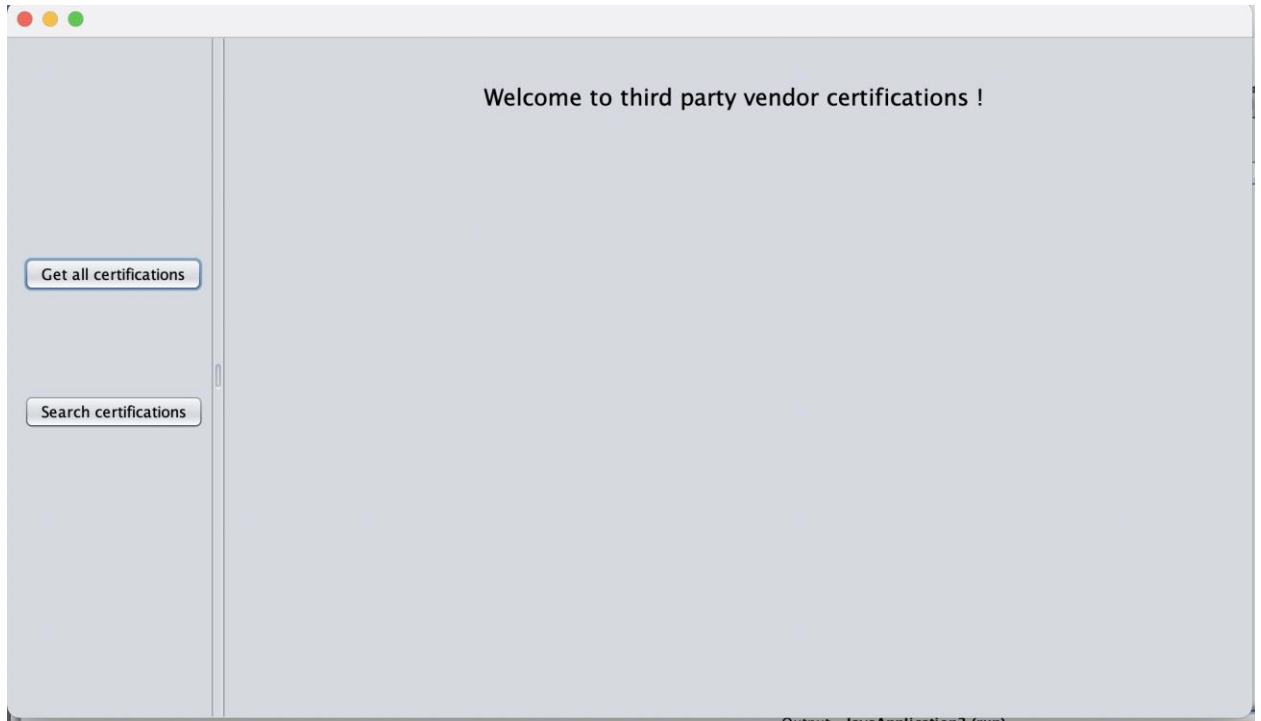 Welcome to third party vendor certifications !
Get all certifications
Search certifications